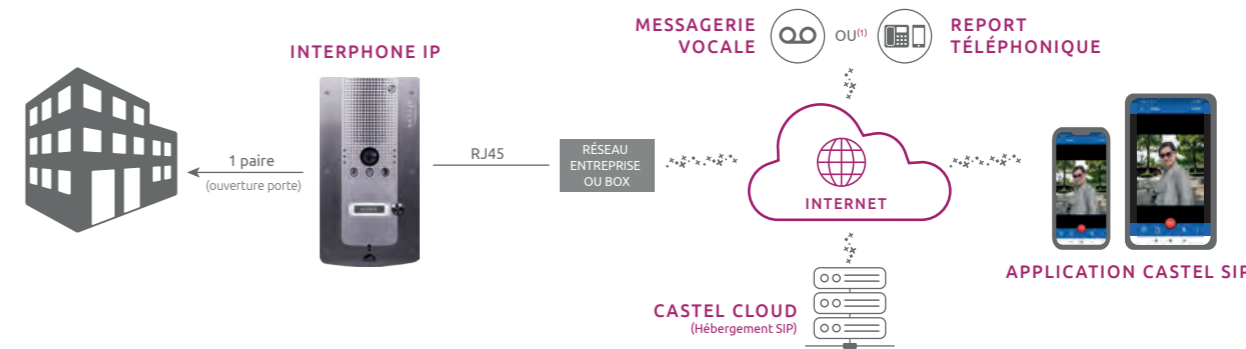 MESSAGERIE
VOCALE
OU(1)
REPORT
TÉLÉPHONIQUE
INTERPHONE IP
1 paire
(ouverture porte)
RJ45
RÉSEAU
ENTREPRISE
OU BOX
INTERNET
APPLICATION CASTEL SIP
CASTEL CLOUD
(Hébergement SIP)